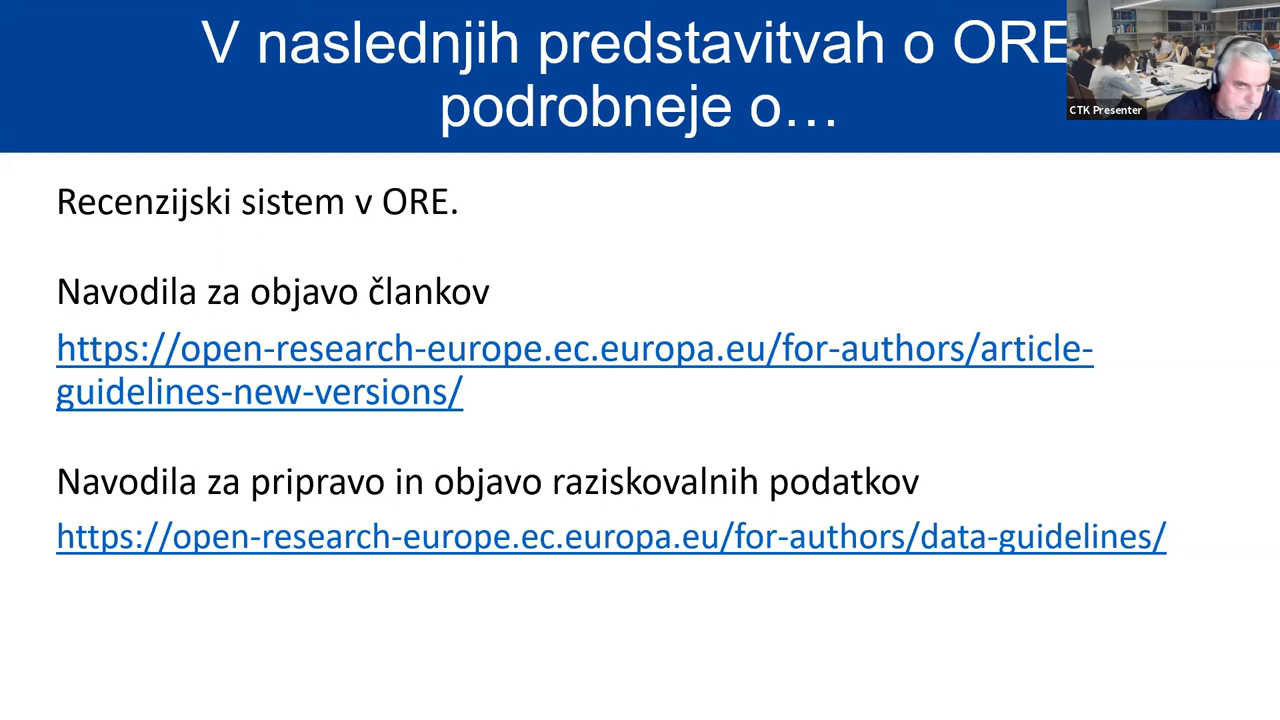 V naslednjih predstavitvah o ORE
podrobneje o…
CTK Presenter
Recenzijski sistem v ORE.
Navodila za objavo člankov
https://open-research-europe.ec.europa.eu/for-authors/article-
guidelines-new-versions/
Navodila za pripravo in objavo raziskovalnih podatkov
https://open-research-europe.ec.europa.eu/for-authors/data-guidelines/